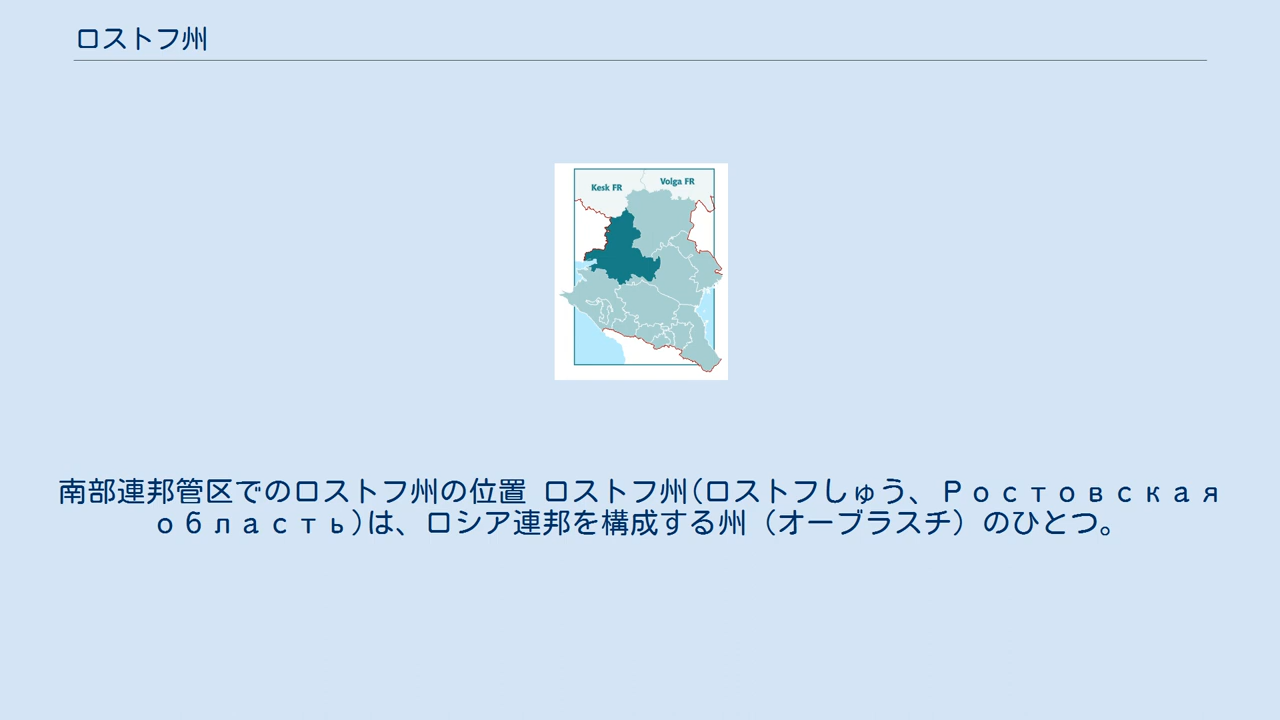 ロストフ州
Kesk FR
Volga FR
南部連邦管区でのロストフ州の位置 ロストフ州(ロストフしゅう、Ростовская
область)は、ロシア連邦を構成する州（オーブラスチ）のひとつ。